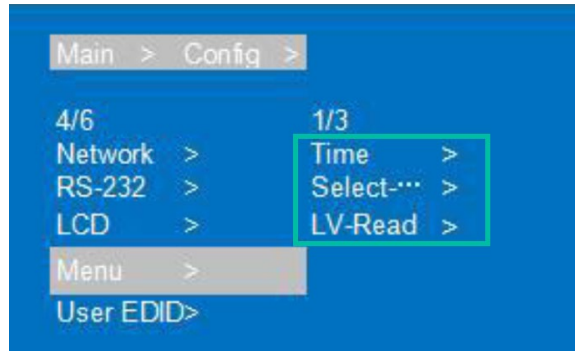 Main > Config >
4/6
Network >
RS-232 >
LCD >
Menu >
User EDID>
1/3
Time >
Select-··· >
LV-Read >